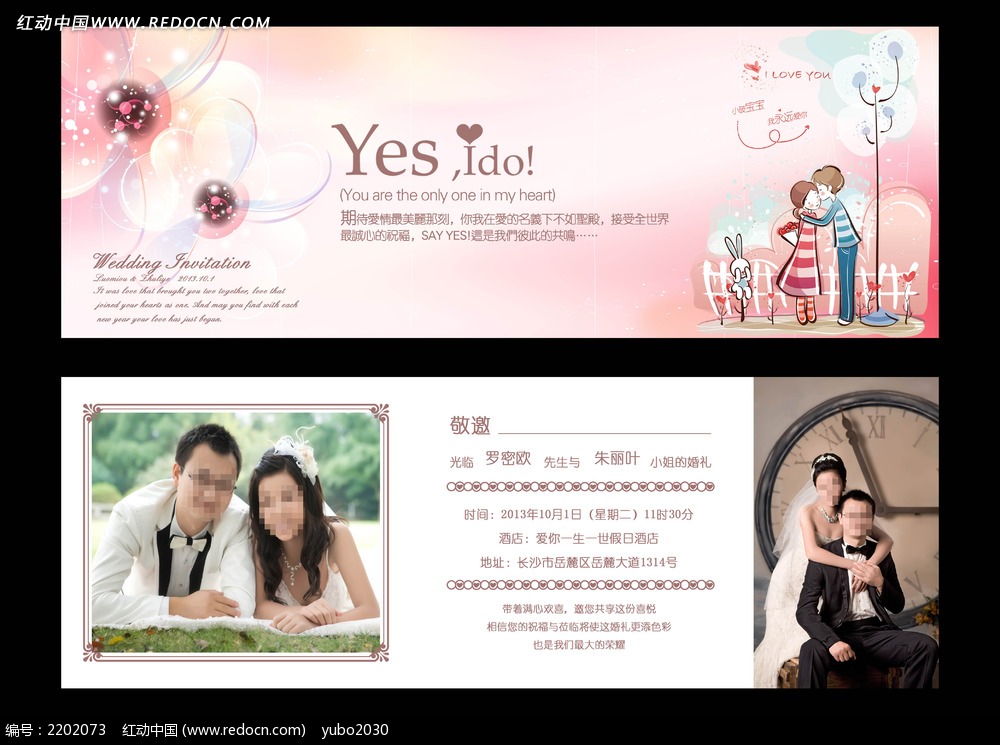 红动中国WWW.REDOCN.COM
I LOVE YOU
宝宝
我永远爱你
Yes ,Ido!
(You are the only one in my heart)
期待愛情最美麗那刻，你我在愛的名義下不如聖殿，接受全世界
最誠心的祝福，SAY YES!這是我們彼此的共鳴……
Wedding Invitation
Luomiou & Zhuliye 2013.10.1
It was love that brought you two together, love that
joined your hearts as one. And may you find with each
new year your love has just begun.
敬邀
光临 罗密欧 先生与 朱丽叶 小姐的婚礼
时间：2013年10月1日（星期二）11时30分
酒店：爱你一生一世假日酒店
地址：长沙市岳麓区岳麓大道1314号
带着满心欢喜，邀您共享这份喜悦
相信您的祝福与莅临将使这婚礼更添色彩
也是我们最大的荣耀
XI
XII
编号：2202073 红动中国 (www.redocn.com) yubo2030